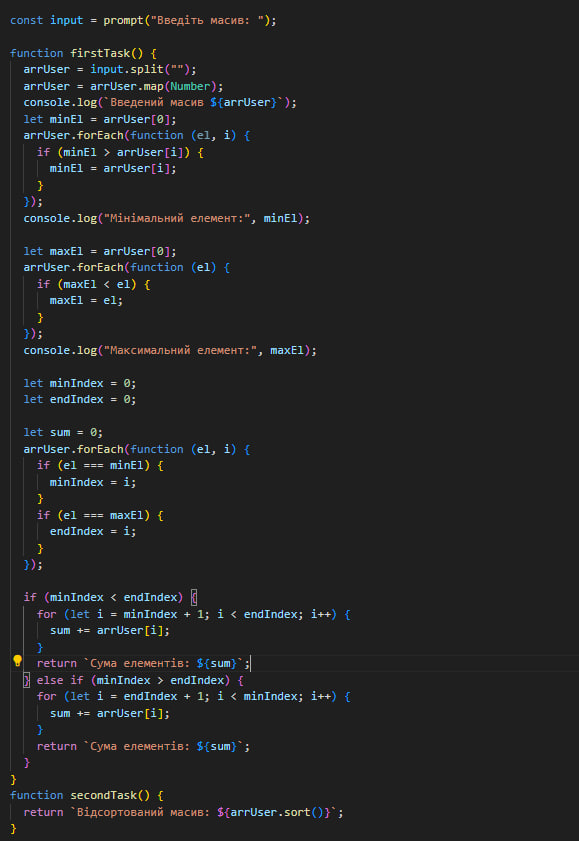 const input = prompt("Введіть масив: ");
function firstTask() {
arrUser = input.split("");
arrUser = arrUser.map(Number);
console.log(`Введений масив ${arrUser}`);
let minEl = arrUser[0];
arrUser.forEach(function (el, i) {
if (minEl > arrUser[i]) {
minEl = arrUser[i];
}
});
console.log("Мінімальний елемент:", minEl);
let maxEl = arrUser[0];
arrUser.forEach(function (el) {
if (maxEl < el) {
maxEl = el;
}
});
console.log("Максимальний елемент:", maxEl);
let minIndex = 0;
let endIndex = 0;
let sum = 0;
arrUser.forEach(function (el, i) {
if (el === minEl) {
minIndex = i;
}
if (el === maxEl) {
endIndex = i;
}
});
if (minIndex < endIndex) {
for (let i = minIndex + 1; i < endIndex; i++) {
sum += arrUser[i];
}
return `Сума елементів: ${sum}`;
} else if (minIndex > endIndex) {
for (let i = endIndex + 1; i < minIndex; i++) {
sum += arrUser[i];
}
return `Сума елементів: ${sum}`;
}
}
function secondTask() {
return `Відсортований масив: ${arrUser.sort()}`;
}